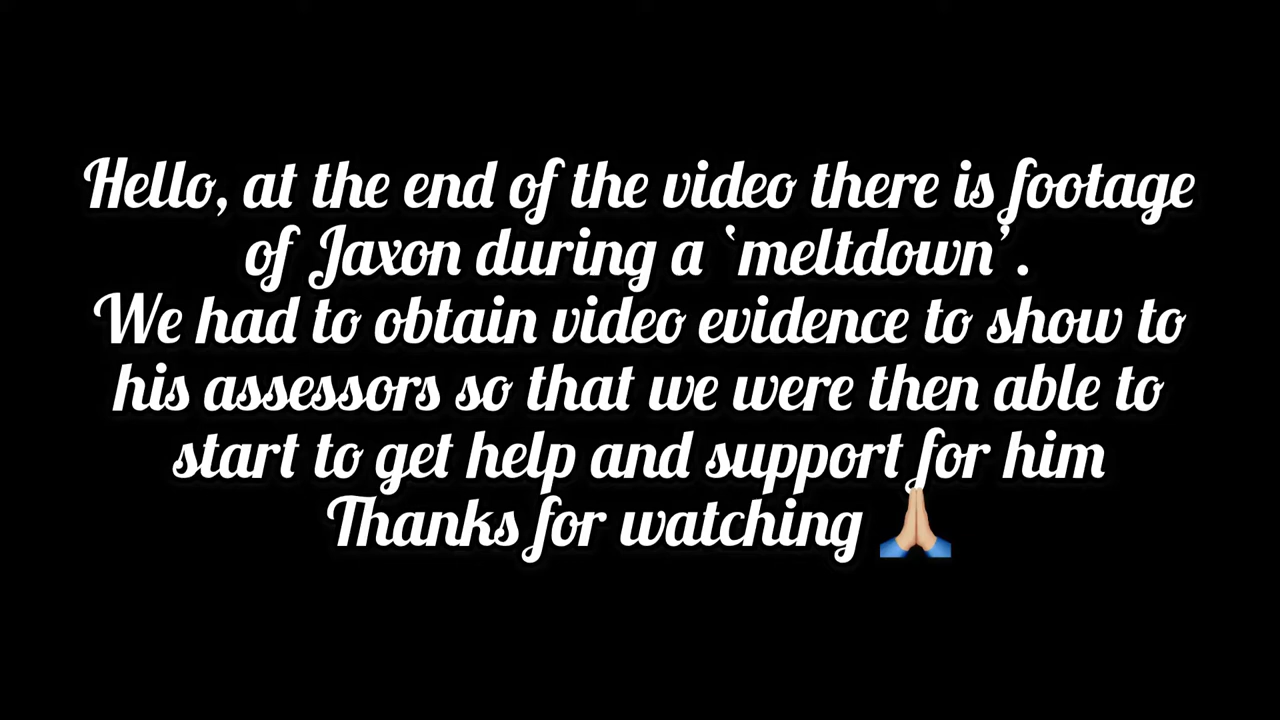 Hello, at the end of the video there is footage
of Jaxon during a ‘meltdown’.
We had to obtain video evidence to show to
his assessors so that we were then able to
start to get help and support for him
Thanks for watching 🙏🏼